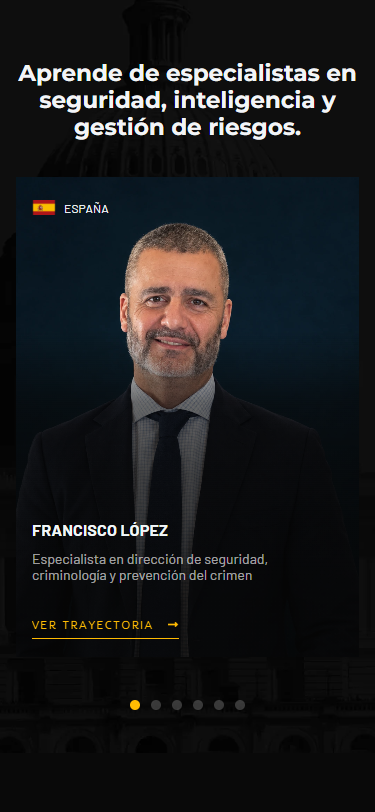 Aprende de especialistas en
seguridad, inteligencia y
gestión de riesgos.
ESPAÑA
FRANCISCO LÓPEZ
Especialista en dirección de seguridad,
criminología y prevención del crimen
VER TRAYECTORIA →